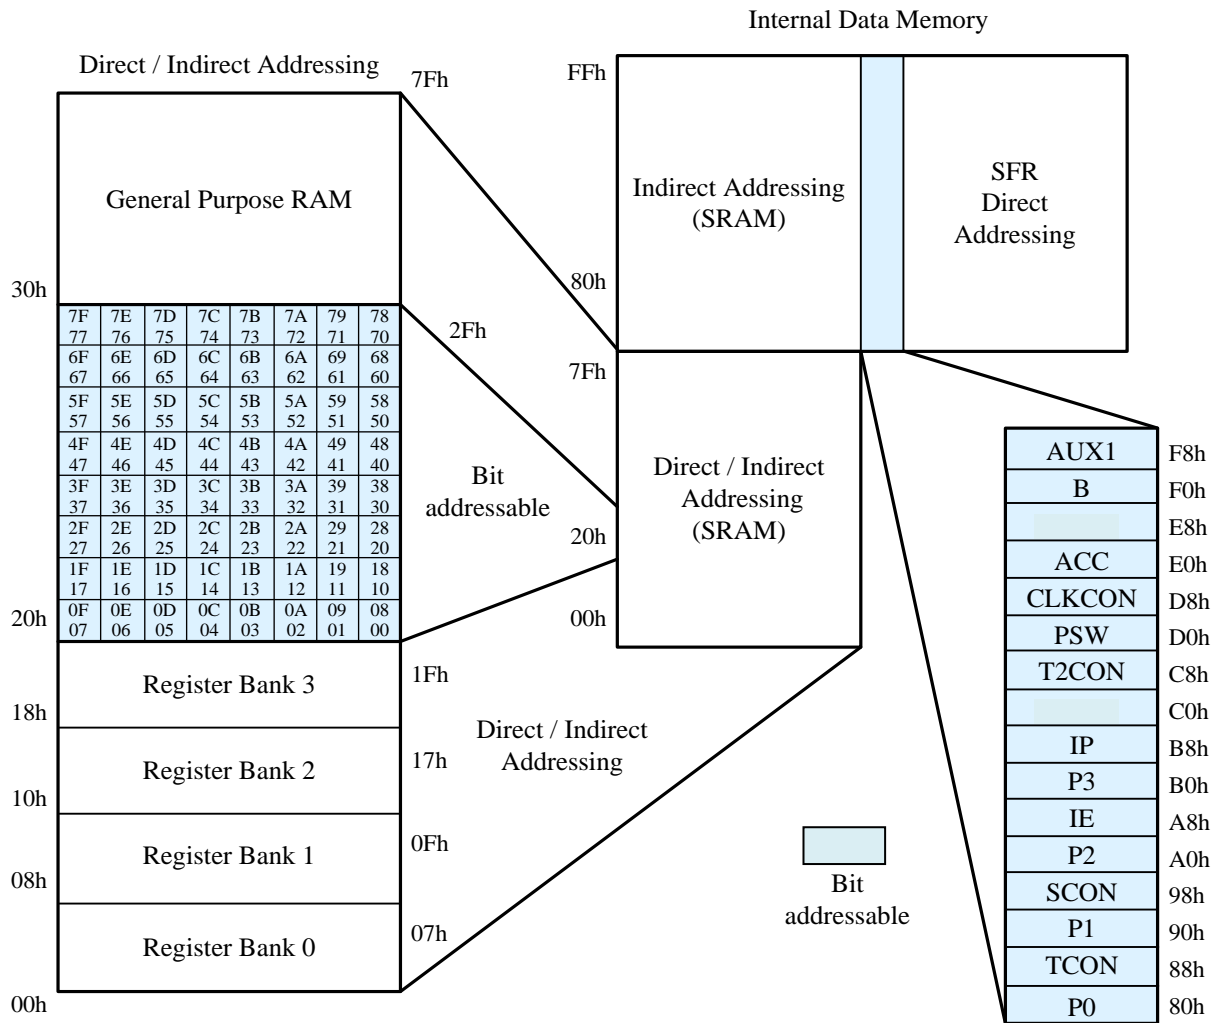 Internal Data Memory
Direct / Indirect Addressing
7Fh
General Purpose RAM
30h
7F 7E 7D 7C 7B 7A 79 78
77 76 75 74 73 72 71 70
6F 6E 6D 6C 6B 6A 69 68
67 66 65 64 63 62 61 60
5F 5E 5D 5C 5B 5A 59 58
57 56 55 54 53 52 51 50
4F 4E 4D 4C 4B 4A 49 48
47 46 45 44 43 42 41 40
3F 3E 3D 3C 3B 3A 39 38
37 36 35 34 33 32 31 30
2F 2E 2D 2C 2B 2A 29 28
27 26 25 24 23 22 21 20
1F 1E 1D 1C 1B 1A 19 18
17 16 15 14 13 12 11 10
0F 0E 0D 0C 0B 0A 09 08
07 06 05 04 03 02 01 00
2Fh
Bit
addressable
20h
Register Bank 3
1Fh
18h
Register Bank 2
17h
10h
Register Bank 1
0Fh
08h
Register Bank 0
07h
00h
Direct / Indirect
Addressing
FFh
Indirect Addressing
(SRAM)
80h
SFR
Direct
Addressing
7Fh
Direct / Indirect
Addressing
(SRAM)
20h
00h
Bit
addressable
AUX1 F8h
B F0h
E8h
ACC E0h
CLKCON D8h
PSW D0h
T2CON C8h
C0h
IP B8h
P3 B0h
IE A8h
P2 A0h
SCON 98h
P1 90h
TCON 88h
P0 80h